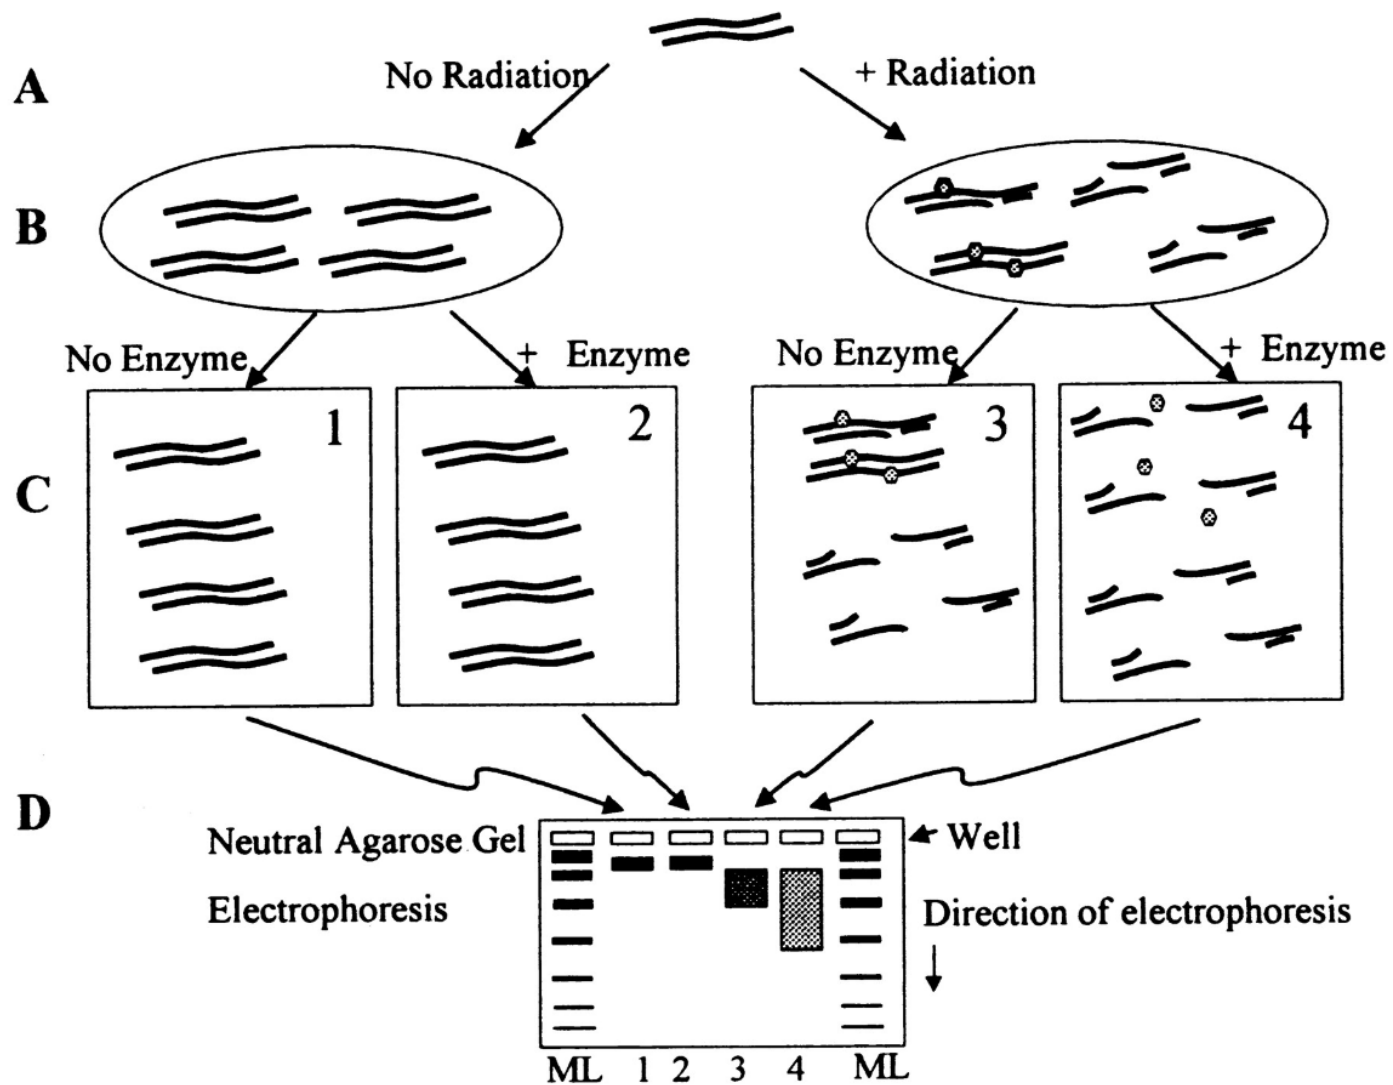 No Radiation
+ Radiation
A
B
No Enzyme
+ Enzyme
No Enzyme
+ Enzyme
1
2
3
4
C
D
Neutral Agarose Gel
Well
Electrophoresis
Direction of electrophoresis
ML 1 2 3 4 ML